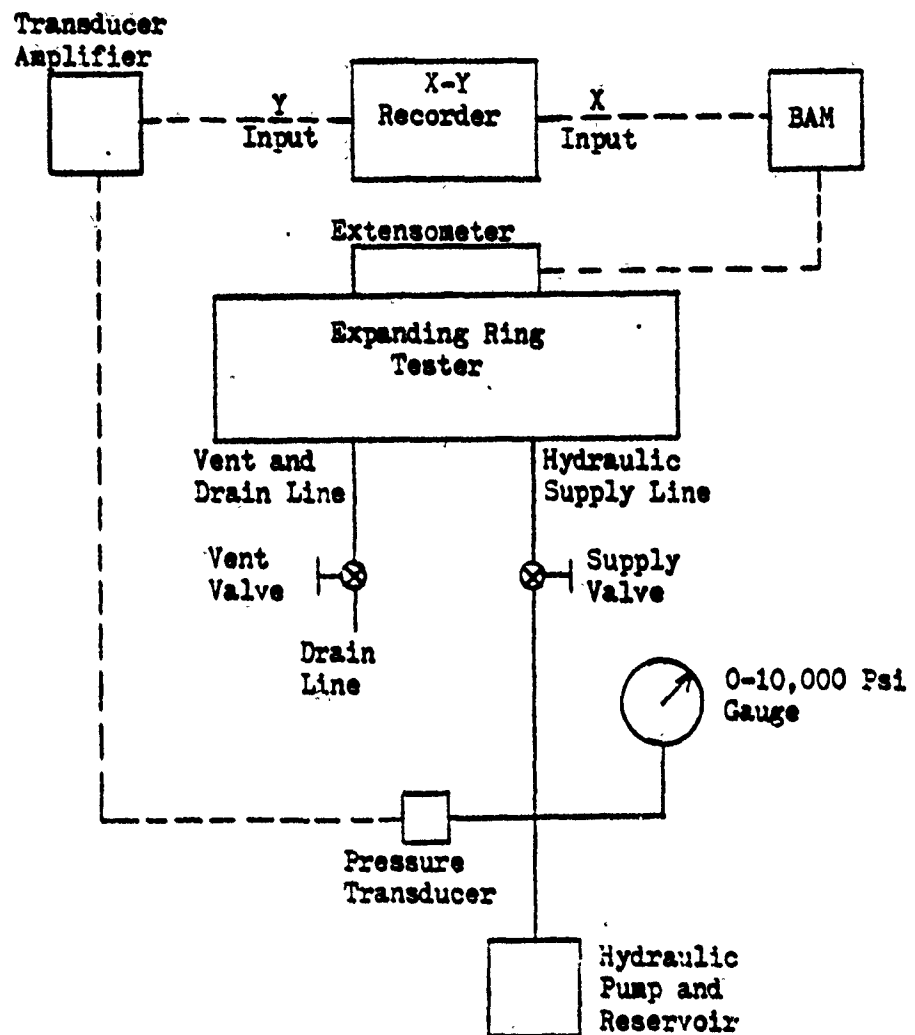 Transducer
Amplifier
X-Y
Recorder
Y
Input
X
Input
BAM
Extensometer
Expanding Ring
Tester
Vent and
Drain Line
Hydraulic
Supply Line
Vent
Valve
Supply
Valve
Drain
Line
0-10,000 Psi
Gauge
Pressure
Transducer
Hydraulic
Pump and
Reservoir